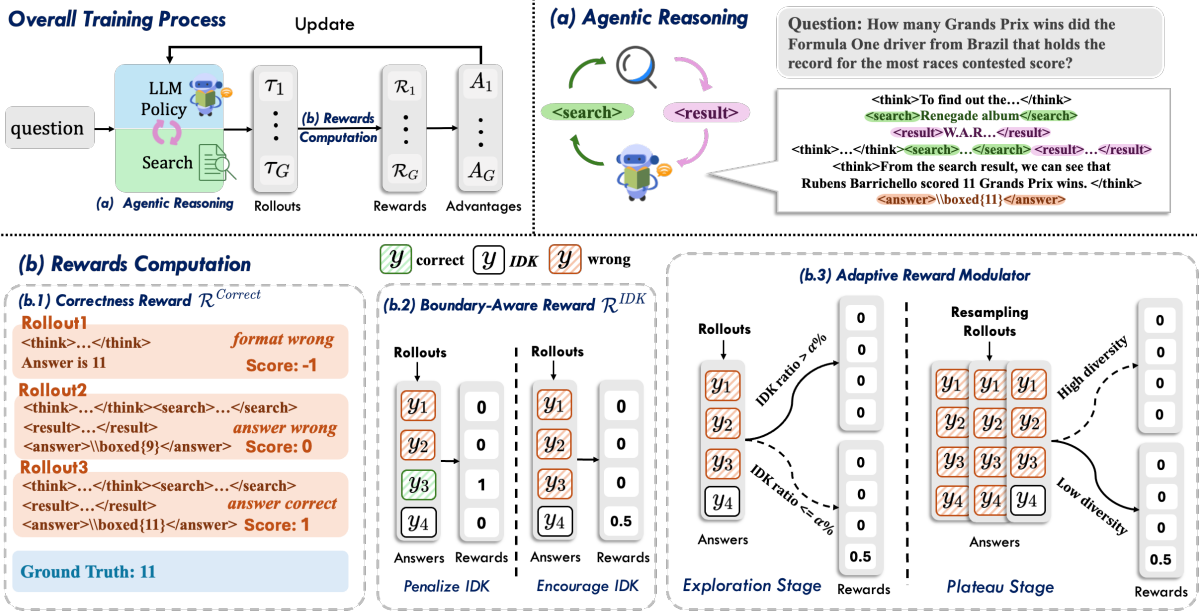 Overall Training Process
Update
question
LLM
Policy
Search
(a) Agentic Reasoning
τ1
τG
Rollouts
(b) Rewards
Computation
R1
RG
Rewards
A1
AG
Advantages
(a) Agentic Reasoning
<search>
<result>
Question: How many Grands Prix wins did the
Formula One driver from Brazil that holds the
record for the most races contested score?
<think>To find out the…</think>
<search>Renegade album</search>
<result>W.A.R…</result>
<think>…</think><search>…</search> <result>…</result>
<think>From the search result, we can see that
Rubens Barrichello scored 11 Grands Prix wins. </think>
<answer>\\boxed{11}</answer>
(b) Rewards Computation
y correct y IDK y wrong
(b.1) Correctness Reward R^Correct
Rollout1
<think>…</think>
format wrong
Answer is 11
Score: -1
Rollout2
<think>…</think><search>…</search>
<result>…</result>
answer wrong
<answer>\\boxed{9}</answer>
Score: 0
Rollout3
<think>…</think><search>…</search>
<result>…</result>
answer correct
<answer>\\boxed{11}</answer>
Score: 1
Ground Truth: 11
(b.2) Boundary-Aware Reward R^IDK
Rollouts
y1
y2
y3
y4
0
0
1
0
Answers
Rewards
Penalize IDK
Rollouts
y1
y2
y3
y4
0
0
0
0.5
Answers
Rewards
Encourage IDK
(b.3) Adaptive Reward Modulator
Rollouts
y1
y2
y3
y4
Answers
IDK ratio > α%
IDK ratio <= α%
0
0
0
0
0
0
0
0.5
Rewards
Exploration Stage
Resampling
Rollouts
y1 y1 y1
y2 y2 y2
y3 y3 y3
y4 y4 y4
Answers
High diversity
Low diversity
0
0
0
0
0
0
0
0.5
Rewards
Plateau Stage